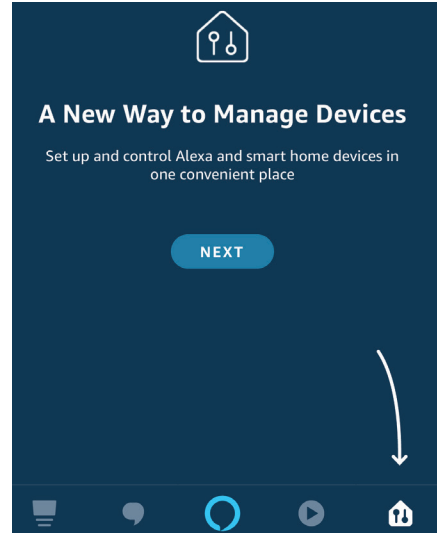 A New Way to Manage Devices
Set up and control Alexa and smart home devices in
one convenient place
NEXT